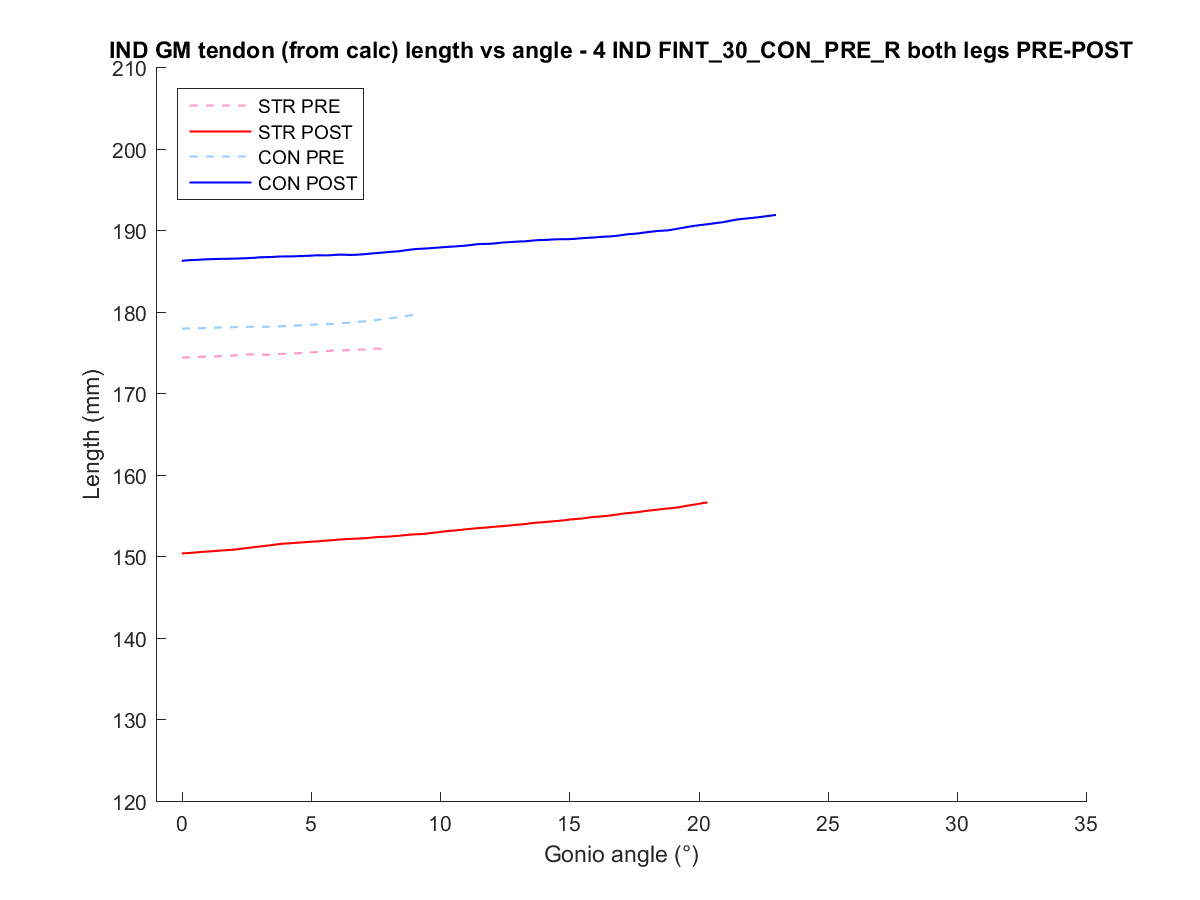 IND GM tendon (from calc) length vs angle - 4 IND FINT_30_CON_PRE_R both legs PRE-POST
210
200
190
180
170
160
150
140
130
120
STR PRE
STR POST
CON PRE
CON POST
Length (mm)
0 5 10 15 20 25 30 35
Gonio angle (°)